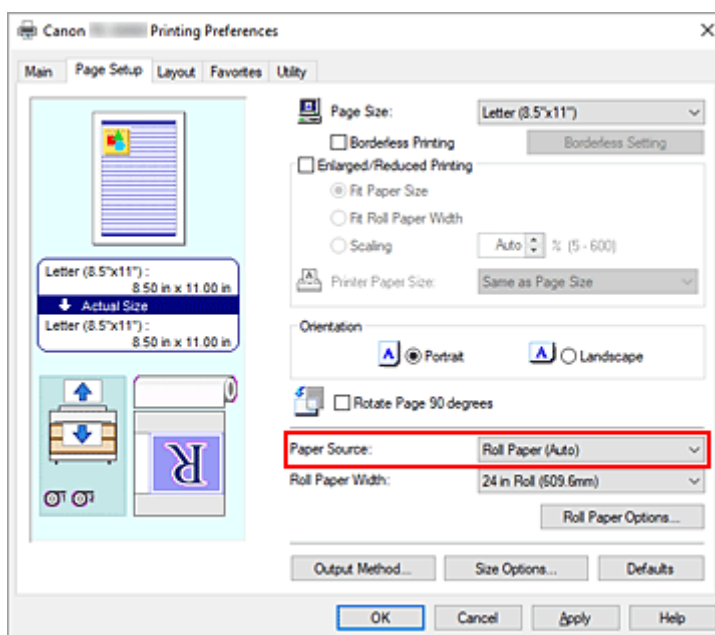 Canon Printing Preferences
Main Page Setup Layout Favorites Utility
Page Size: Letter (8.5"x11")
Borderless Printing Borderless Setting
Enlarged/Reduced Printing
Fit Paper Size
Fit Roll Paper Width
Scaling Auto % (5 - 600)
Printer Paper Size: Same as Page Size
Letter (8.5"x11") :
8.50 in x 11.00 in
Actual Size
Letter (8.5"x11") :
8.50 in x 11.00 in
Orientation
A Portrait A Landscape
Rotate Page 90 degrees
Paper Source: Roll Paper (Auto)
Roll Paper Width: 24 in Roll (609.6mm)
R
Roll Paper Options...
Output Method... Size Options... Defaults
OK Cancel Apply Help